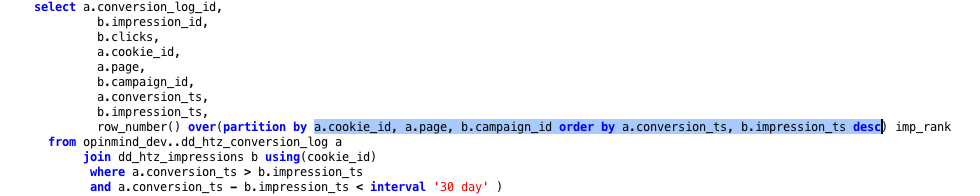 select a.conversion_log_id,
b.impression_id,
b.clicks,
a.cookie_id,
a.page,
b.campaign_id,
a.conversion_ts,
b.impression_ts,
row_number() over(partition by a.cookie_id, a.page, b.campaign_id order by a.conversion_ts, b.impression_ts desc) imp_rank
from opinmind_dev..dd_htz_conversion_log a
join dd_htz_impressions b using(cookie_id)
where a.conversion_ts > b.impression_ts
and a.conversion_ts - b.impression_ts < interval '30 day' )